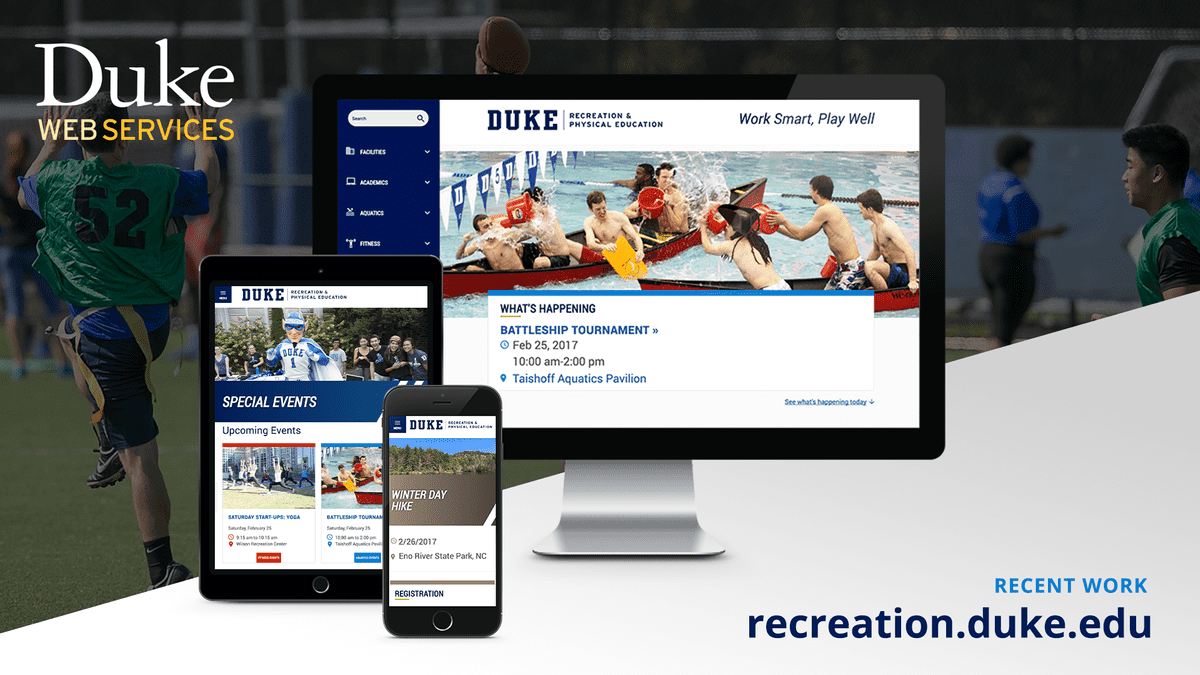 Duke
WEB SERVICES
52
Search
FACILITIES
ACADEMICS
AQUATICS
FITNESS
DUKE
RECREATION &
PHYSICAL EDUCATION
Work Smart, Play Well
D 5 D
WHAT'S HAPPENING
BATTLESHIP TOURNAMENT »
Feb 25, 2017
10:00 am-2:00 pm
Taishoff Aquatics Pavilion
See what's happening today
MENU
DUKE
RECREATION &
PHYSICAL EDUCATION
DUKE
1
SPECIAL EVENTS
Upcoming Events
SATURDAY START-UPS: YOGA
Saturday, February 25
9:15 am to 10:15 am
Wilson Recreation Center
FITNESS EVENTS
BATTLESHIP TOURNAM
Saturday, February 25
10:00 am to 2:00 pm
Taishoff Aquatics Pavili
AQUATICS EVENTS
MENU
DUKE
RECREATION &
PHYSICAL EDUCATION
WINTER DAY
HIKE
2/26/2017
Eno River State Park, NC
REGISTRATION
RECENT WORK
recreation.duke.edu